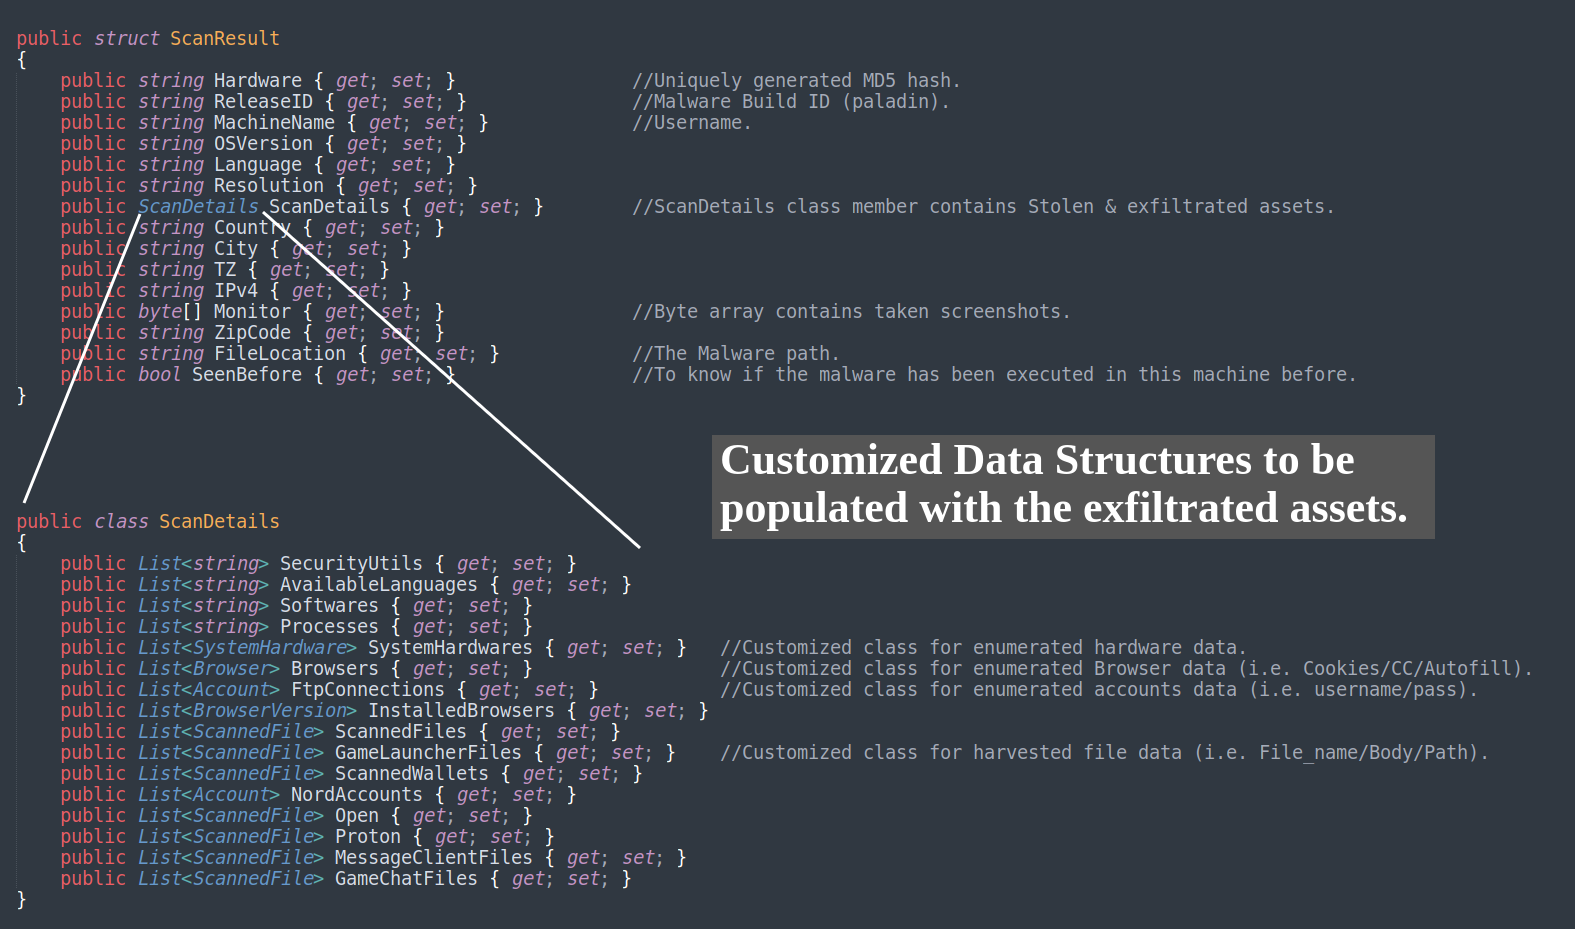 public struct ScanResult
{
public string Hardware { get; set; } //Uniquely generated MD5 hash.
public string ReleaseID { get; set; } //Malware Build ID (paladin).
public string MachineName { get; set; } //Username.
public string OSVersion { get; set; }
public string Language { get; set; }
public string Resolution { get; set; }
public ScanDetails ScanDetails { get; set; } //ScanDetails class member contains Stolen & exfiltrated assets.
public string Country { get; set; }
public string City { get; set; }
public string TZ { get; set; }
public string IPv4 { get; set; }
public byte[] Monitor { get; set; } //Byte array contains taken screenshots.
public string ZipCode { get; set; }
public string FileLocation { get; set; } //The Malware path.
public bool SeenBefore { get; set; } //To know if the malware has been executed in this machine before.
}
Customized Data Structures to be
populated with the exfiltrated assets.
public class ScanDetails
{
public List<string> SecurityUtils { get; set; }
public List<string> AvailableLanguages { get; set; }
public List<string> Softwares { get; set; }
public List<string> Processes { get; set; }
public List<SystemHardware> SystemHardwares { get; set; } //Customized class for enumerated hardware data.
public List<Browser> Browsers { get; set; } //Customized class for enumerated Browser data (i.e. Cookies/CC/Autofill).
public List<Account> FtpConnections { get; set; } //Customized class for enumerated accounts data (i.e. username/pass).
public List<BrowserVersion> InstalledBrowsers { get; set; }
public List<ScannedFile> ScannedFiles { get; set; }
public List<ScannedFile> GameLauncherFiles { get; set; } //Customized class for harvested file data (i.e. File_name/Body/Path).
public List<ScannedFile> ScannedWallets { get; set; }
public List<Account> NordAccounts { get; set; }
public List<ScannedFile> Open { get; set; }
public List<ScannedFile> Proton { get; set; }
public List<ScannedFile> MessageClientFiles { get; set; }
public List<ScannedFile> GameChatFiles { get; set; }
}